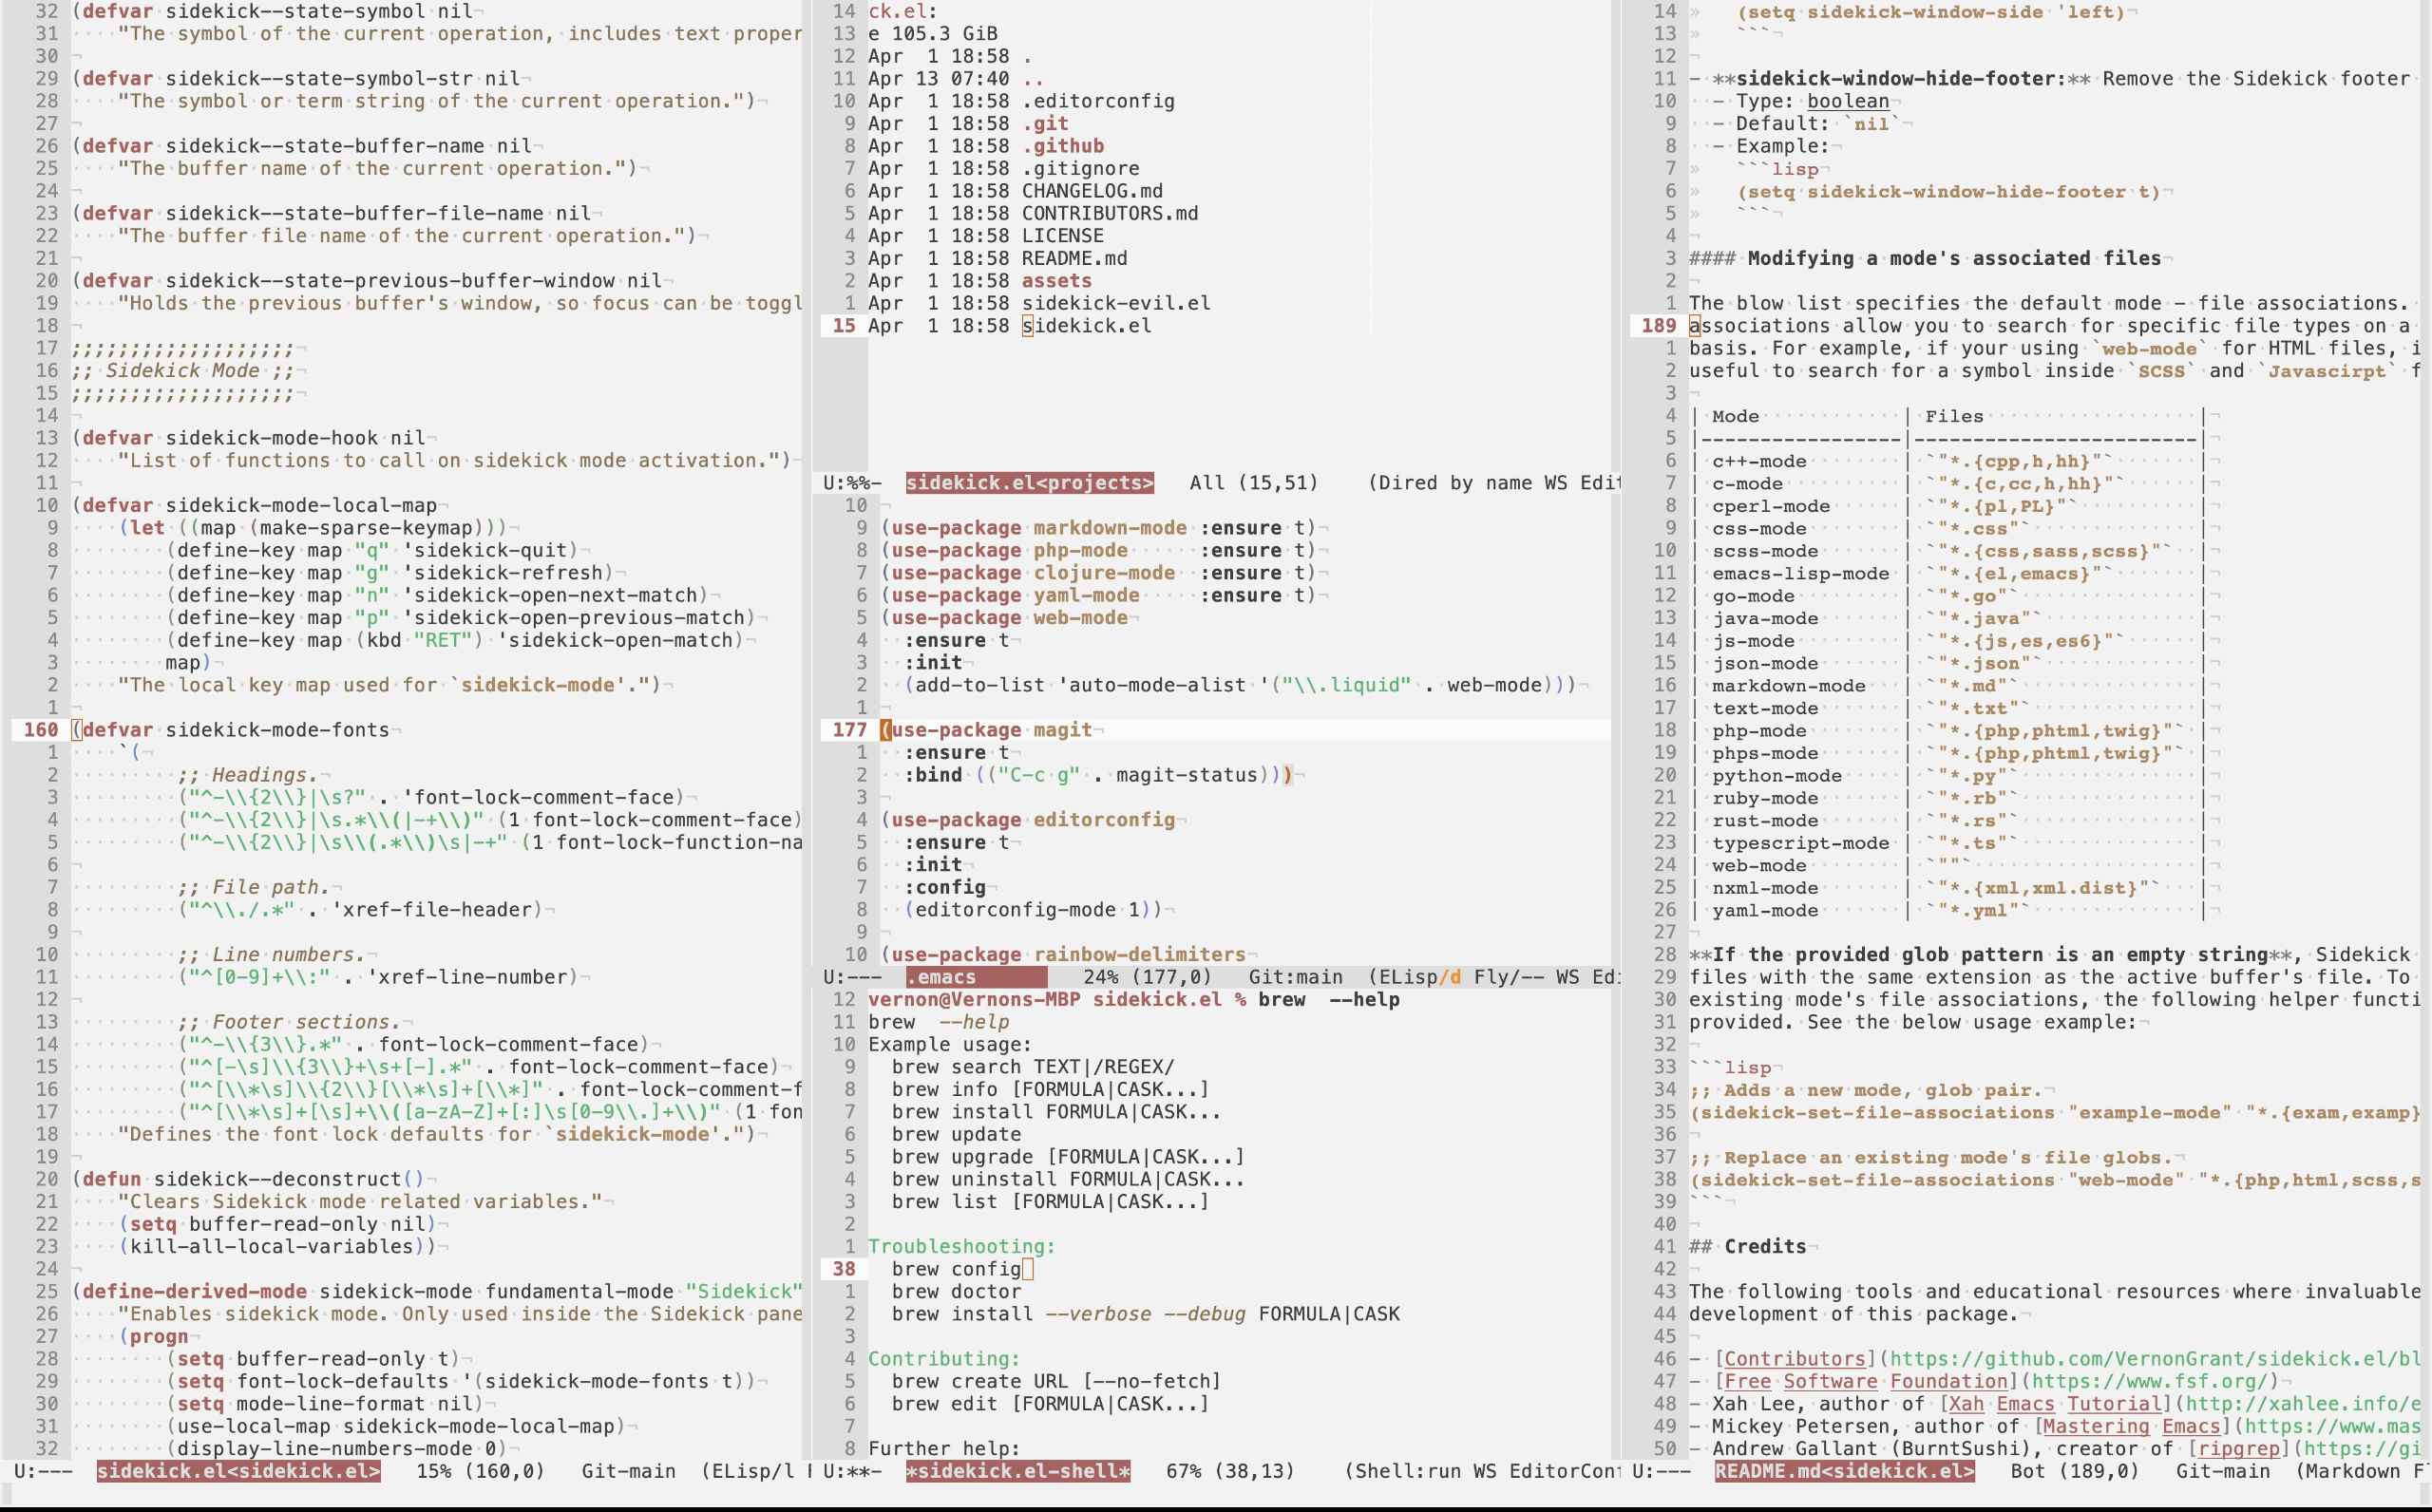 32 (defvar sidekick--state-symbol nil
31 "The symbol of the current operation, includes text proper
30
29 (defvar sidekick--state-symbol-str nil
28 "The symbol or term string of the current operation.")
27
26 (defvar sidekick--state-buffer-name nil
25 "The buffer name of the current operation.")
24
23 (defvar sidekick--state-buffer-file-name nil
22 "The buffer file name of the current operation.")
21
20 (defvar sidekick--state-previous-buffer-window nil
19 "Holds the previous buffer's window, so focus can be toggl
18
17 ;;;;;;;;;;;;;;;;;;;
16 ;; Sidekick Mode ;;
15 ;;;;;;;;;;;;;;;;;;;
14
13 (defvar sidekick-mode-hook nil
12 "List of functions to call on sidekick mode activation.")
11
10 (defvar sidekick-mode-local-map
9 (let ((map (make-sparse-keymap)))
8 (define-key map "q" 'sidekick-quit)
7 (define-key map "g" 'sidekick-refresh)
6 (define-key map "n" 'sidekick-open-next-match)
5 (define-key map "p" 'sidekick-open-previous-match)
4 (define-key map (kbd "RET") 'sidekick-open-match)
3 map)
2 "The local key map used for `sidekick-mode'.")
1
160 (defvar sidekick-mode-fonts
1 `(
2 ;; Headings.
3 ("^-\\{2\\}|\s?" . 'font-lock-comment-face)
4 ("^-\\{2\\}|\s.*\\(|-+\\)" (1 font-lock-comment-face)
5 ("^-\\{2\\}|\s\\(.*\\)\s|-+" (1 font-lock-function-na
6
7 ;; File path.
8 ("^\\./.*" . 'xref-file-header)
9
10 ;; Line numbers.
11 ("^[0-9]+\\:" . 'xref-line-number)
12
13 ;; Footer sections.
14 ("^-\\{3\\}.*" . font-lock-comment-face)
15 ("^[-\s]\\{3\\}+\s+[-].*" . font-lock-comment-face)
16 ("^[\\*\s]\\{2\\}[\\*\s]+[\\*]" . font-lock-comment-f
17 ("^[\\*\s]+[\s]+\\([a-zA-Z]+[:]\s[0-9\\.]+\\)" (1 fon
18 "Defines the font lock defaults for `sidekick-mode'.")
19
20 (defun sidekick--deconstruct()
21 "Clears Sidekick mode related variables."
22 (setq buffer-read-only nil)
23 (kill-all-local-variables))
24
25 (define-derived-mode sidekick-mode fundamental-mode "Sidekick"
26 "Enables sidekick mode. Only used inside the Sidekick pane
27 (progn
28 (setq buffer-read-only t)
29 (setq font-lock-defaults '(sidekick-mode-fonts t))
30 (setq mode-line-format nil)
31 (use-local-map sidekick-mode-local-map)
32 (display-line-numbers-mode 0)
U:--- sidekick.el<sidekick.el> 15% (160,0) Git-main (ELisp/l
14 ck.el:
13 e 105.3 GiB
12 Apr 1 18:58 .
11 Apr 13 07:40 ..
10 Apr 1 18:58 .editorconfig
9 Apr 1 18:58 .git
8 Apr 1 18:58 .github
7 Apr 1 18:58 .gitignore
6 Apr 1 18:58 CHANGELOG.md
5 Apr 1 18:58 CONTRIBUTORS.md
4 Apr 1 18:58 LICENSE
3 Apr 1 18:58 README.md
2 Apr 1 18:58 assets
1 Apr 1 18:58 sidekick-evil.el
15 Apr 1 18:58 sidekick.el
U:%%- sidekick.el<projects> All (15,51) (Dired by name WS Edit
10
9 (use-package markdown-mode :ensure t)
8 (use-package php-mode :ensure t)
7 (use-package clojure-mode :ensure t)
6 (use-package yaml-mode :ensure t)
5 (use-package web-mode
4 :ensure t
3 :init
2 (add-to-list 'auto-mode-alist '("\\.liquid" . web-mode)))
1
177 (use-package magit
1 :ensure t
2 :bind (("C-c g" . magit-status)))
3
4 (use-package editorconfig
5 :ensure t
6 :init
7 :config
8 (editorconfig-mode 1))
9
10 (use-package rainbow-delimiters
U:--- .emacs 24% (177,0) Git:main (ELisp/d Fly/-- WS Edi
12 vernon@Vernons-MBP sidekick.el % brew --help
11 brew --help
10 Example usage:
9 brew search TEXT|/REGEX/
8 brew info [FORMULA|CASK...]
7 brew install FORMULA|CASK...
6 brew update
5 brew upgrade [FORMULA|CASK...]
4 brew uninstall FORMULA|CASK...
3 brew list [FORMULA|CASK...]
2
1 Troubleshooting:
38 brew config
1 brew doctor
2 brew install --verbose --debug FORMULA|CASK
3
4 Contributing:
5 brew create URL [--no-fetch]
6 brew edit [FORMULA|CASK...]
7
8 Further help:
U:**- *sidekick.el-shell* 67% (38,13) (Shell:run WS EditorCon
14 » (setq sidekick-window-side 'left)
13 » ```
12
11 - **sidekick-window-hide-footer:** Remove the Sidekick footer
10 - Type: boolean
9 - Default: `nil`
8 - Example:
7 » ```lisp
6 » (setq sidekick-window-hide-footer t)
5 » ```
4
3 #### Modifying a mode's associated files
2
1 The blow list specifies the default mode - file associations.
189 associations allow you to search for specific file types on a
1 basis. For example, if your using `web-mode` for HTML files, i
2 useful to search for a symbol inside `SCSS` and `Javascirpt` f
3
4 | Mode | Files |
5 |-----------------|------------------------|
6 | c++-mode | `"*.{cpp,h,hh}"` |
7 | c-mode | `"*.{c,cc,h,hh}"` |
8 | cperl-mode | `"*.{pl,PL}"` |
9 | css-mode | `"*.css"` |
10 | scss-mode | `"*.{css,sass,scss}"` |
11 | emacs-lisp-mode | `"*.{el,emacs}"` |
12 | go-mode | `"*.go"` |
13 | java-mode | `"*.java"` |
14 | js-mode | `"*.{js,es,es6}"` |
15 | json-mode | `"*.json"` |
16 | markdown-mode | `"*.md"` |
17 | text-mode | `"*.txt"` |
18 | php-mode | `"*.{php,phtml,twig}"` |
19 | phps-mode | `"*.{php,phtml,twig}"` |
20 | python-mode | `"*.py"` |
21 | ruby-mode | `"*.rb"` |
22 | rust-mode | `"*.rs"` |
23 | typescript-mode | `"*.ts"` |
24 | web-mode | `""` |
25 | nxml-mode | `"*.{xml,xml.dist}"` |
26 | yaml-mode | `"*.yml"` |
27
28 **If the provided glob pattern is an empty string**, Sidekick
29 files with the same extension as the active buffer's file. To
30 existing mode's file associations, the following helper functi
31 provided. See the below usage example:
32
33 ```lisp
34 ;; Adds a new mode, glob pair.
35 (sidekick-set-file-associations "example-mode" "*.{exam,examp}
36
37 ;; Replace an existing mode's file globs.
38 (sidekick-set-file-associations "web-mode" "*.{php,html,scss,s
39 ```
40
41 ## Credits
42
43 The following tools and educational resources where invaluable
44 development of this package.
45
46 - [Contributors](https://github.com/VernonGrant/sidekick.el/bl
47 - [Free Software Foundation](https://www.fsf.org/)
48 - Xah Lee, author of [Xah Emacs Tutorial](http://xahlee.info/e
49 - Mickey Petersen, author of [Mastering Emacs](https://www.mas
50 - Andrew Gallant (BurntSushi), creator of [ripgrep](https://gi
U:--- README.md<sidekick.el> Bot (189,0) Git-main (Markdown F